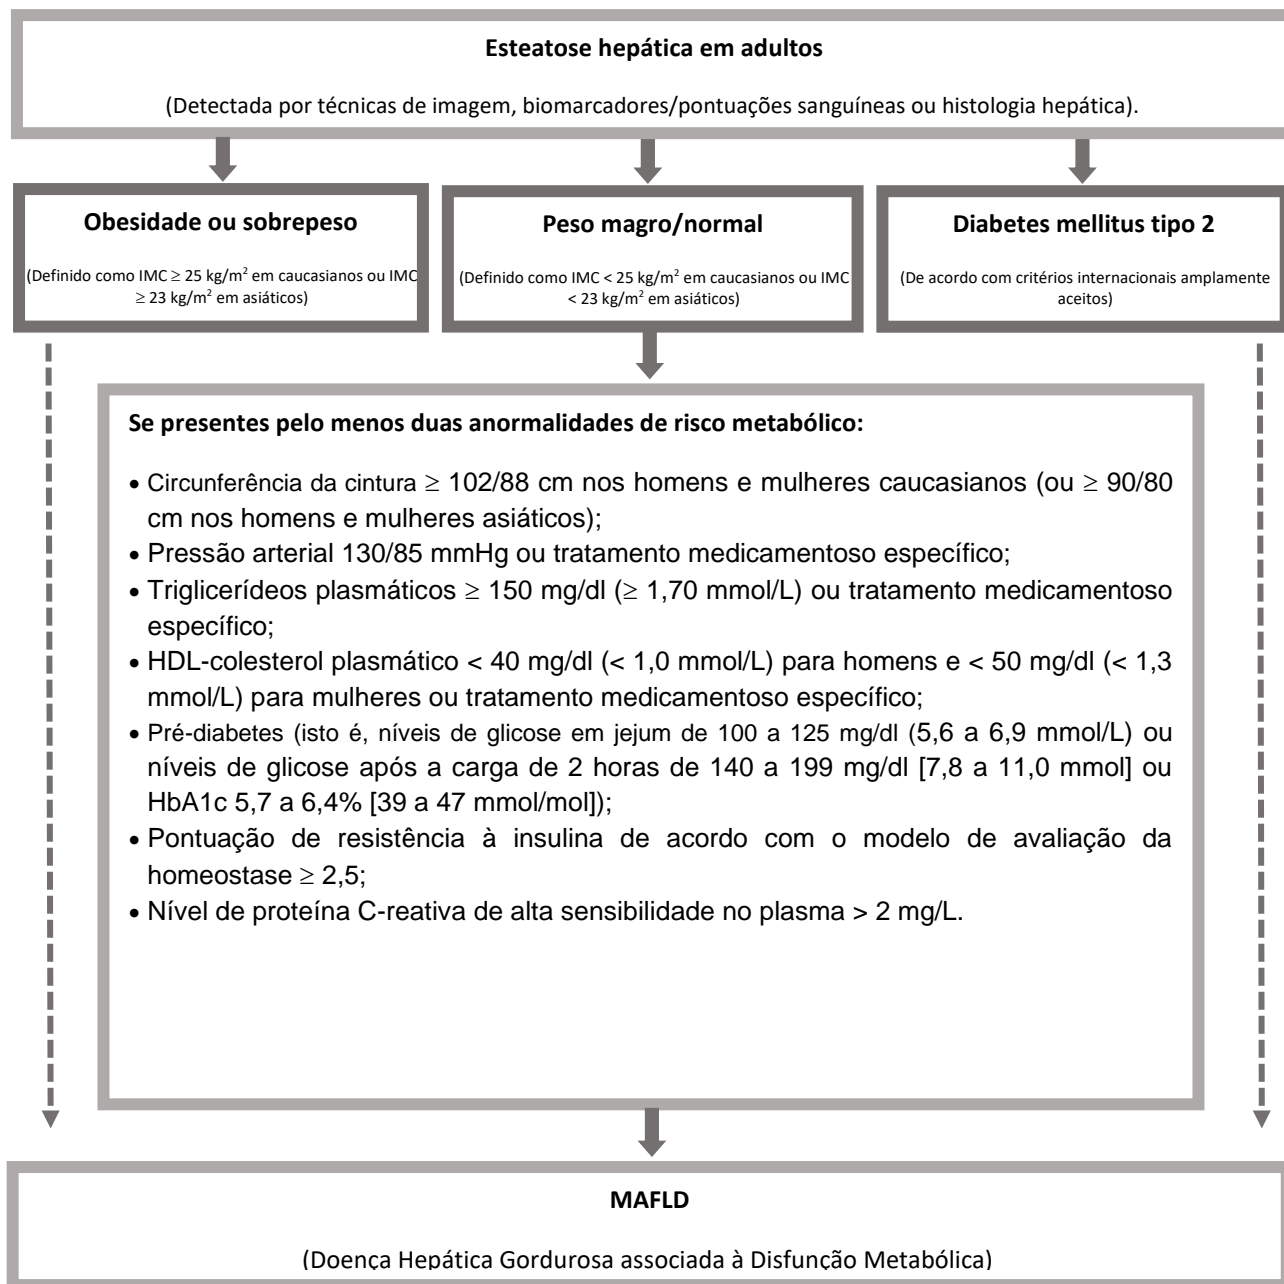 Esteatose hepática em adultos
(Detectada por técnicas de imagem, biomarcadores/pontuações sanguíneas ou histologia hepática).
Obesidade ou sobrepeso
(Definido como IMC ≥ 25 kg/m² em caucasianos ou IMC
≥ 23 kg/m² em asiáticos)
Peso magro/normal
(Definido como IMC < 25 kg/m² em caucasianos ou IMC
< 23 kg/m² em asiáticos)
Diabetes mellitus tipo 2
(De acordo com critérios internacionais amplamente
aceitos)
Se presentes pelo menos duas anormalidades de risco metabólico:
• Circunferência da cintura ≥ 102/88 cm nos homens e mulheres caucasianos (ou ≥ 90/80
cm nos homens e mulheres asiáticos);
• Pressão arterial 130/85 mmHg ou tratamento medicamentoso específico;
• Triglicerídeos plasmáticos ≥ 150 mg/dl (≥ 1,70 mmol/L) ou tratamento medicamentoso
específico;
• HDL-colesterol plasmático < 40 mg/dl (< 1,0 mmol/L) para homens e < 50 mg/dl (< 1,3
mmol/L) para mulheres ou tratamento medicamentoso específico;
• Pré-diabetes (isto é, níveis de glicose em jejum de 100 a 125 mg/dl (5,6 a 6,9 mmol/L) ou
níveis de glicose após a carga de 2 horas de 140 a 199 mg/dl [7,8 a 11,0 mmol] ou
HbA1c 5,7 a 6,4% [39 a 47 mmol/mol]);
• Pontuação de resistência à insulina de acordo com o modelo de avaliação da
homeostase ≥ 2,5;
• Nível de proteína C-reativa de alta sensibilidade no plasma > 2 mg/L.
MAFLD
(Doença Hepática Gordurosa associada à Disfunção Metabólica)